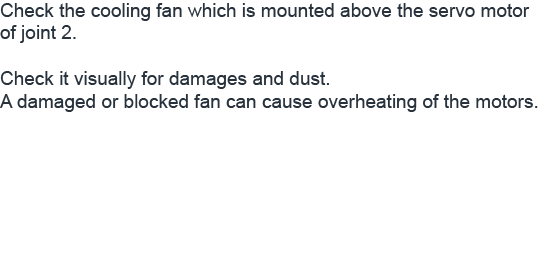 Check the cooling fan which is mounted above the servo motor
of joint 2.
Check it visually for damages and dust.
A damaged or blocked fan can cause overheating of the motors.